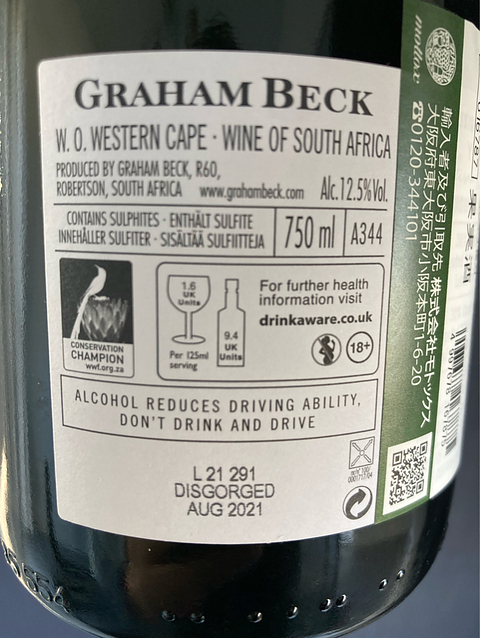 GRAHAM BECK
W. O. WESTERN CAPE · WINE OF SOUTH AFRICA
PRODUCED BY GRAHAM BECK, R60,
ROBERTSON, SOUTH AFRICA www.grahambeck.com Alc.12.5%Vol.
CONTAINS SULPHITES · ENTHÄLT SULFITE
INNEHÅLLER SULFITER · SISÄLTÄÄ SULFIITTEJA
750 ml
A344
CONSERVATION
CHAMPION
wwf.org.za
1.6
UK
Units
Per 125ml
serving
9.4
UK
Units
For further health
information visit
drinkaware.co.uk
18+
ALCOHOL REDUCES DRIVING ABILITY,
DON'T DRINK AND DRIVE
L 21 291
DISGORGED
AUG 2021
mottox
輸入者及び引取先 株式会社モトックス
大阪府東大阪市小阪本町1-6-20
☎0120-344101
果実酒